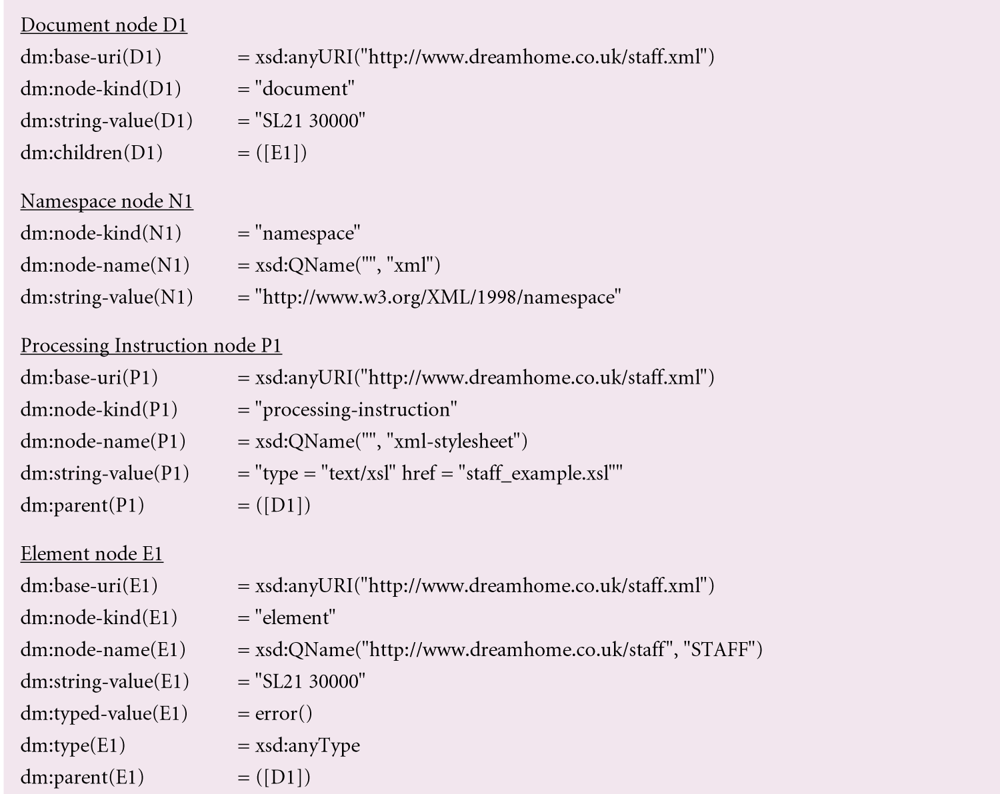 Document node D1
dm:base-uri(D1) = xsd:anyURI("http://www.dreamhome.co.uk/staff.xml")
dm:node-kind(D1) = "document"
dm:string-value(D1) = "SL21 30000"
dm:children(D1) = ([E1])
Namespace node N1
dm:node-kind(N1) = "namespace"
dm:node-name(N1) = xsd:QName("", "xml")
dm:string-value(N1) = "http://www.w3.org/XML/1998/namespace"
Processing Instruction node P1
dm:base-uri(P1) = xsd:anyURI("http://www.dreamhome.co.uk/staff.xml")
dm:node-kind(P1) = "processing-instruction"
dm:node-name(P1) = xsd:QName("", "xml-stylesheet")
dm:string-value(P1) = "type = "text/xsl" href = "staff_example.xsl""
dm:parent(P1) = ([D1])
Element node E1
dm:base-uri(E1) = xsd:anyURI("http://www.dreamhome.co.uk/staff.xml")
dm:node-kind(E1) = "element"
dm:node-name(E1) = xsd:QName("http://www.dreamhome.co.uk/staff", "STAFF")
dm:string-value(E1) = "SL21 30000"
dm:typed-value(E1) = error()
dm:type(E1) = xsd:anyType
dm:parent(E1) = ([D1])